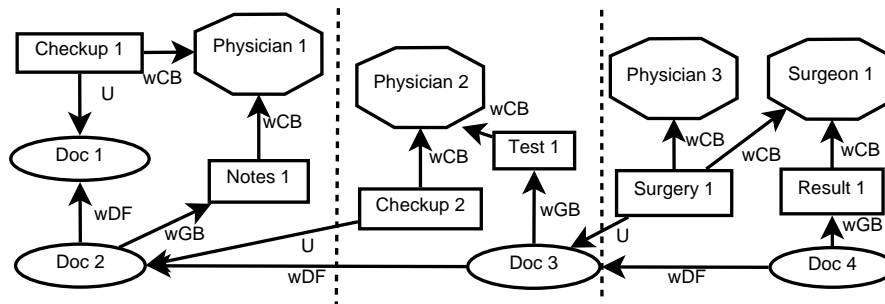 Checkup 1
Physician 1
wCB
U
wCB
Doc 1
Notes 1
wDF
wGB
Doc 2
Physician 2
wCB
Test 1
wCB
Checkup 2
wGB
U
Doc 3
wDF
Physician 3
Surgeon 1
wCB
wCB
wCB
Surgery 1
Result 1
U
wGB
Doc 4
wDF